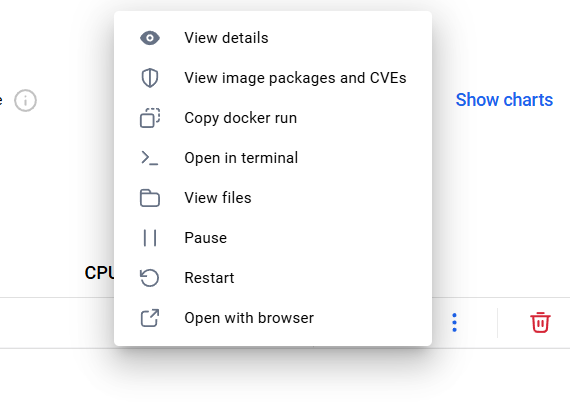 View details
View image packages and CVEs
e
Show charts
Copy docker run
Open in terminal
View files
Pause
CPU
Restart
Open with browser